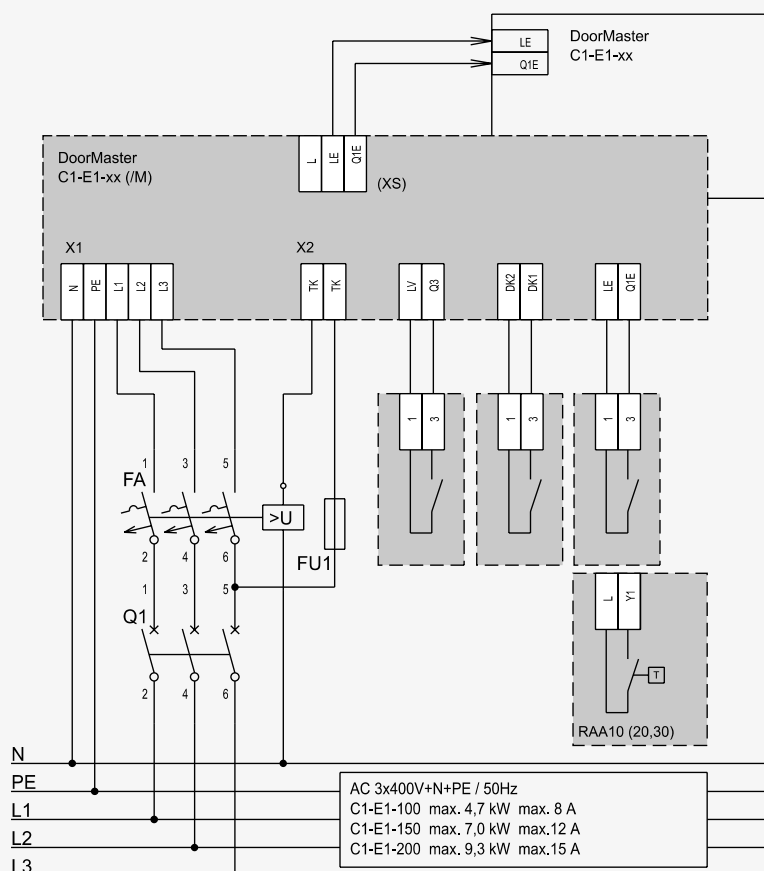 LE
DoorMaster
Q1E
C1-E1-xx
DoorMaster
C1-E1-xx (/M)
L
LE
Q1E
(XS)
X1
X2
N
PE
L1
L2
L3
TK
TK
LV
Q3
DK2
DK1
LE
Q1E
1
3
1
3
1
3
1
3
5
FA
>U
2
4
6
FU1
1
3
5
Q1
2
4
6
L
Y1
T
RAA10 (20,30)
N
PE
L1
L2
L3
AC 3x400V+N+PE / 50Hz
C1-E1-100 max. 4,7 kW max. 8 A
C1-E1-150 max. 7,0 kW max.12 A
C1-E1-200 max. 9,3 kW max.15 A